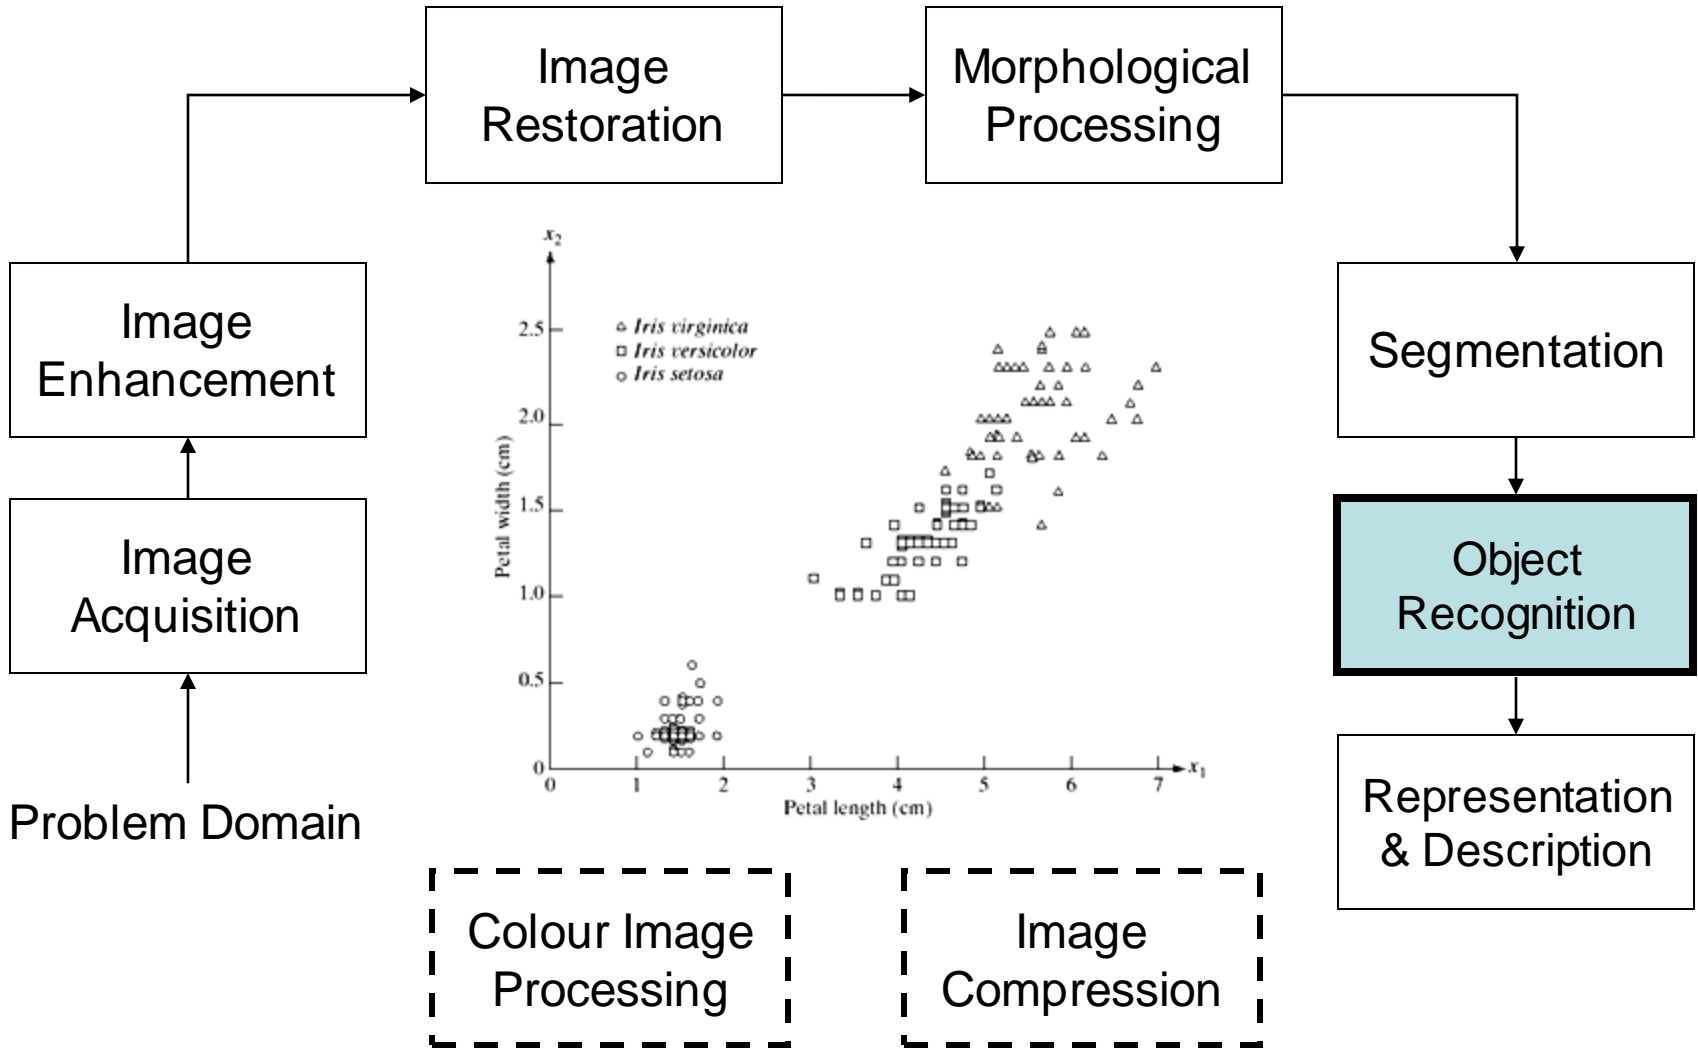 Image
Restoration
Morphological
Processing
Image
Enhancement
Segmentation
Image
Acquisition
Object
Recognition
Problem Domain
Representation
& Description
x2
2.5
2.0
1.5
1.0
0.5
0
Petal width (cm)
Iris virginica
Iris versicolor
Iris setosa
0 1 2 3 4 5 6 7
x1
Petal length (cm)
Colour Image
Processing
Image
Compression